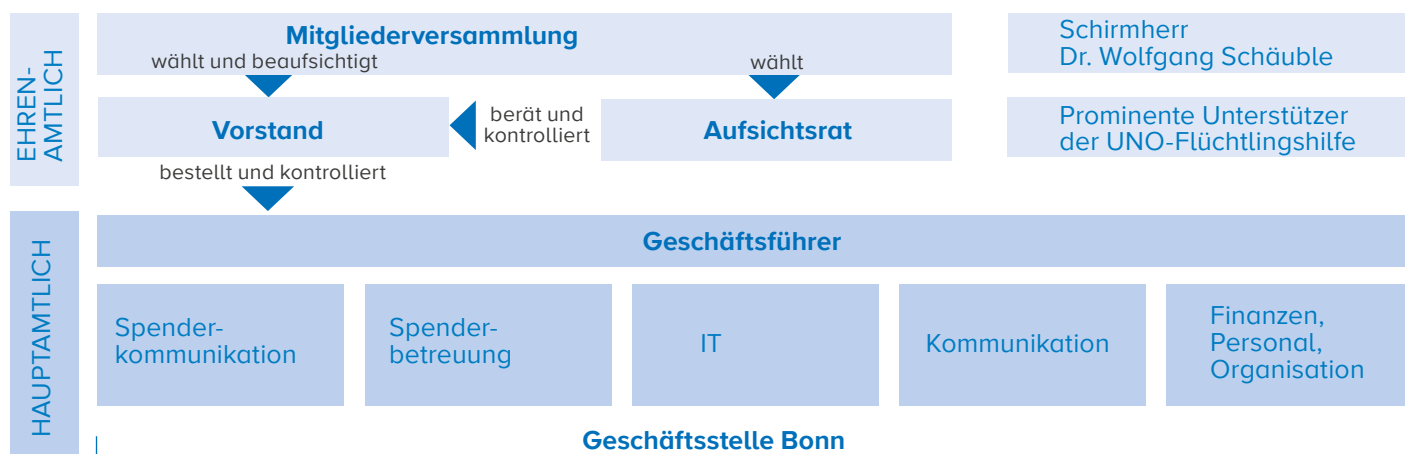 EHREN-
AMTLICH
Mitgliederversammlung
wählt und beaufsichtigt
wählt
Vorstand
berät und
kontrolliert
Aufsichtsrat
bestellt und kontrolliert
Schirmherr
Dr. Wolfgang Schäuble
Prominente Unterstützer
der UNO-Flüchtlingshilfe
HAUPTAMTLICH
Geschäftsführer
Spender-
kommunikation
Spender-
betreuung
IT
Kommunikation
Finanzen,
Personal,
Organisation
Geschäftsstelle Bonn